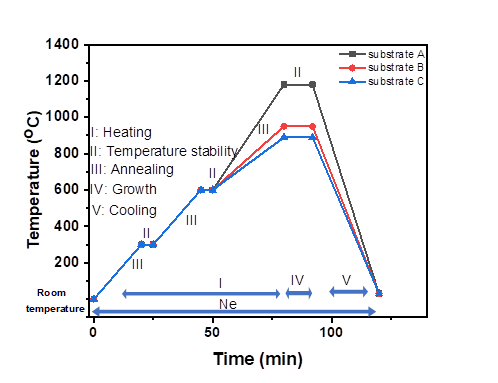 1400
1200
1000
800
600
400
200
Temperature (°C)
substrate A
substrate B
substrate C
II
III
I: Heating
II: Temperature stability
III: Annealing
IV: Growth
V: Cooling
II
III
II
III
I
IV
V
Ne
Room
temperature
0
50
100
Time (min)